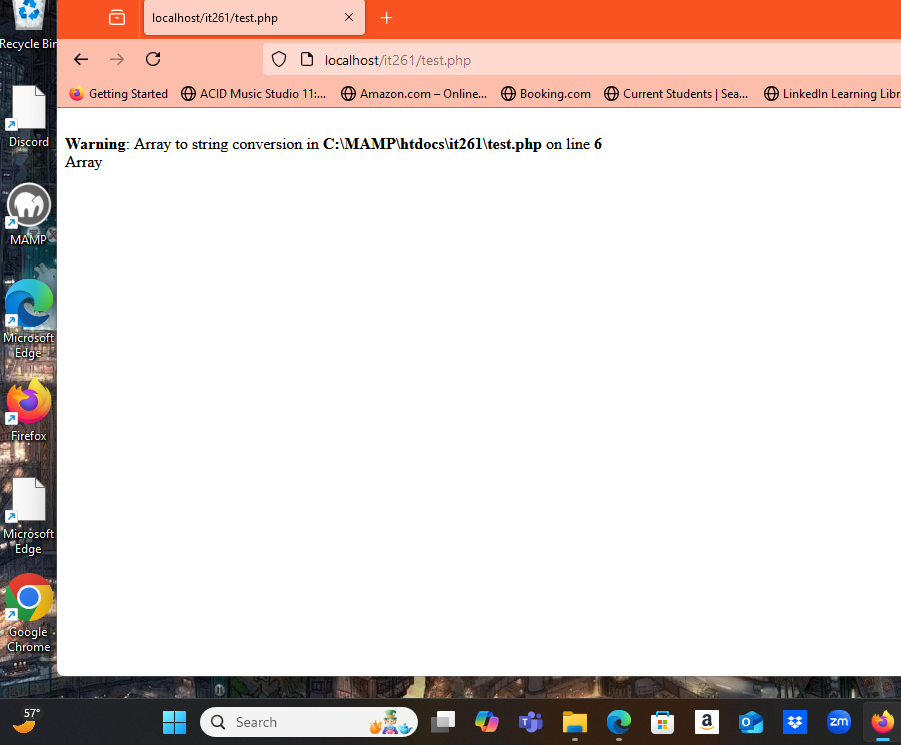 Recycle Bin
localhost/it261/test.php
localhost/it261/test.php
Getting Started
ACID Music Studio 11:...
Amazon.com – Online...
Booking.com
Current Students | Sea...
LinkedIn Learning Libr
Warning: Array to string conversion in C:\MAMP\htdocs\it261\test.php on line 6
Array
Discord
MAMP
Microsoft
Edge
Firefox
Microsoft
Edge
Google
Chrome
57°
Search
a
zm